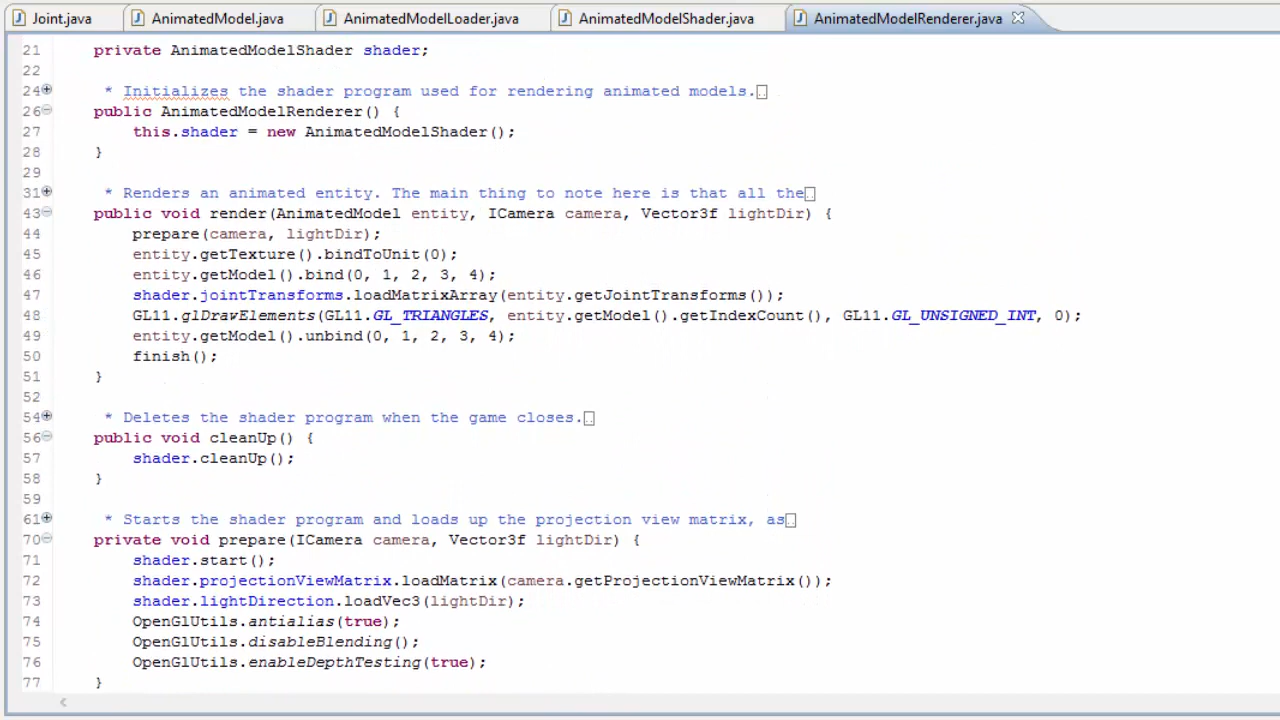 Joint.java AnimatedModel.java AnimatedModelLoader.java AnimatedModelShader.java AnimatedModelRenderer.java
21 private AnimatedModelShader shader;
22
24 * Initializes the shader program used for rendering animated models.
26 public AnimatedModelRenderer() {
27 this.shader = new AnimatedModelShader();
28 }
29
31 * Renders an animated entity. The main thing to note here is that all the
43 public void render(AnimatedModel entity, ICamera camera, Vector3f lightDir) {
44 prepare(camera, lightDir);
45 entity.getTexture().bindToUnit(0);
46 entity.getModel().bind(0, 1, 2, 3, 4);
47 shader.jointTransforms.loadMatrixArray(entity.getJointTransforms());
48 GL11.glDrawElements(GL11.GL_TRIANGLES, entity.getModel().getIndexCount(), GL11.GL_UNSIGNED_INT, 0);
49 entity.getModel().unbind(0, 1, 2, 3, 4);
50 finish();
51 }
52
54 * Deletes the shader program when the game closes.
56 public void cleanUp() {
57 shader.cleanUp();
58 }
59
61 * Starts the shader program and loads up the projection view matrix, as
70 private void prepare(ICamera camera, Vector3f lightDir) {
71 shader.start();
72 shader.projectionViewMatrix.loadMatrix(camera.getProjectionViewMatrix());
73 shader.lightDirection.loadVec3(lightDir);
74 OpenGlUtils.antialias(true);
75 OpenGlUtils.disableBlending();
76 OpenGlUtils.enableDepthTesting(true);
77 }